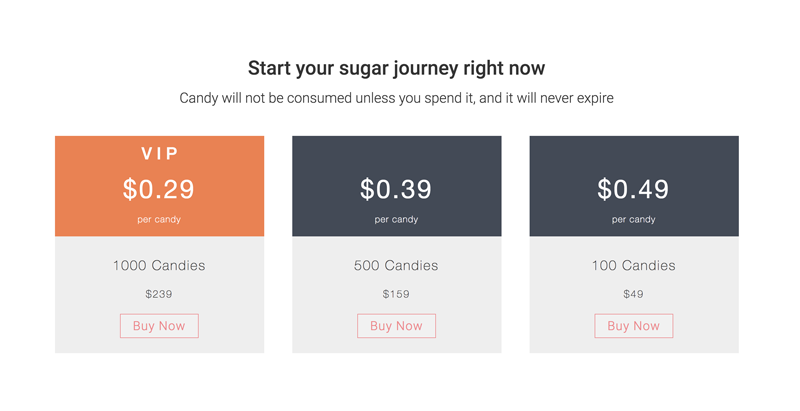 Start your sugar journey right now
Candy will not be consumed unless you spend it, and it will never expire
VIP
$0.29
per candy
1000 Candies
$239
Buy Now
$0.39
per candy
500 Candies
$159
Buy Now
$0.49
per candy
100 Candies
$49
Buy Now